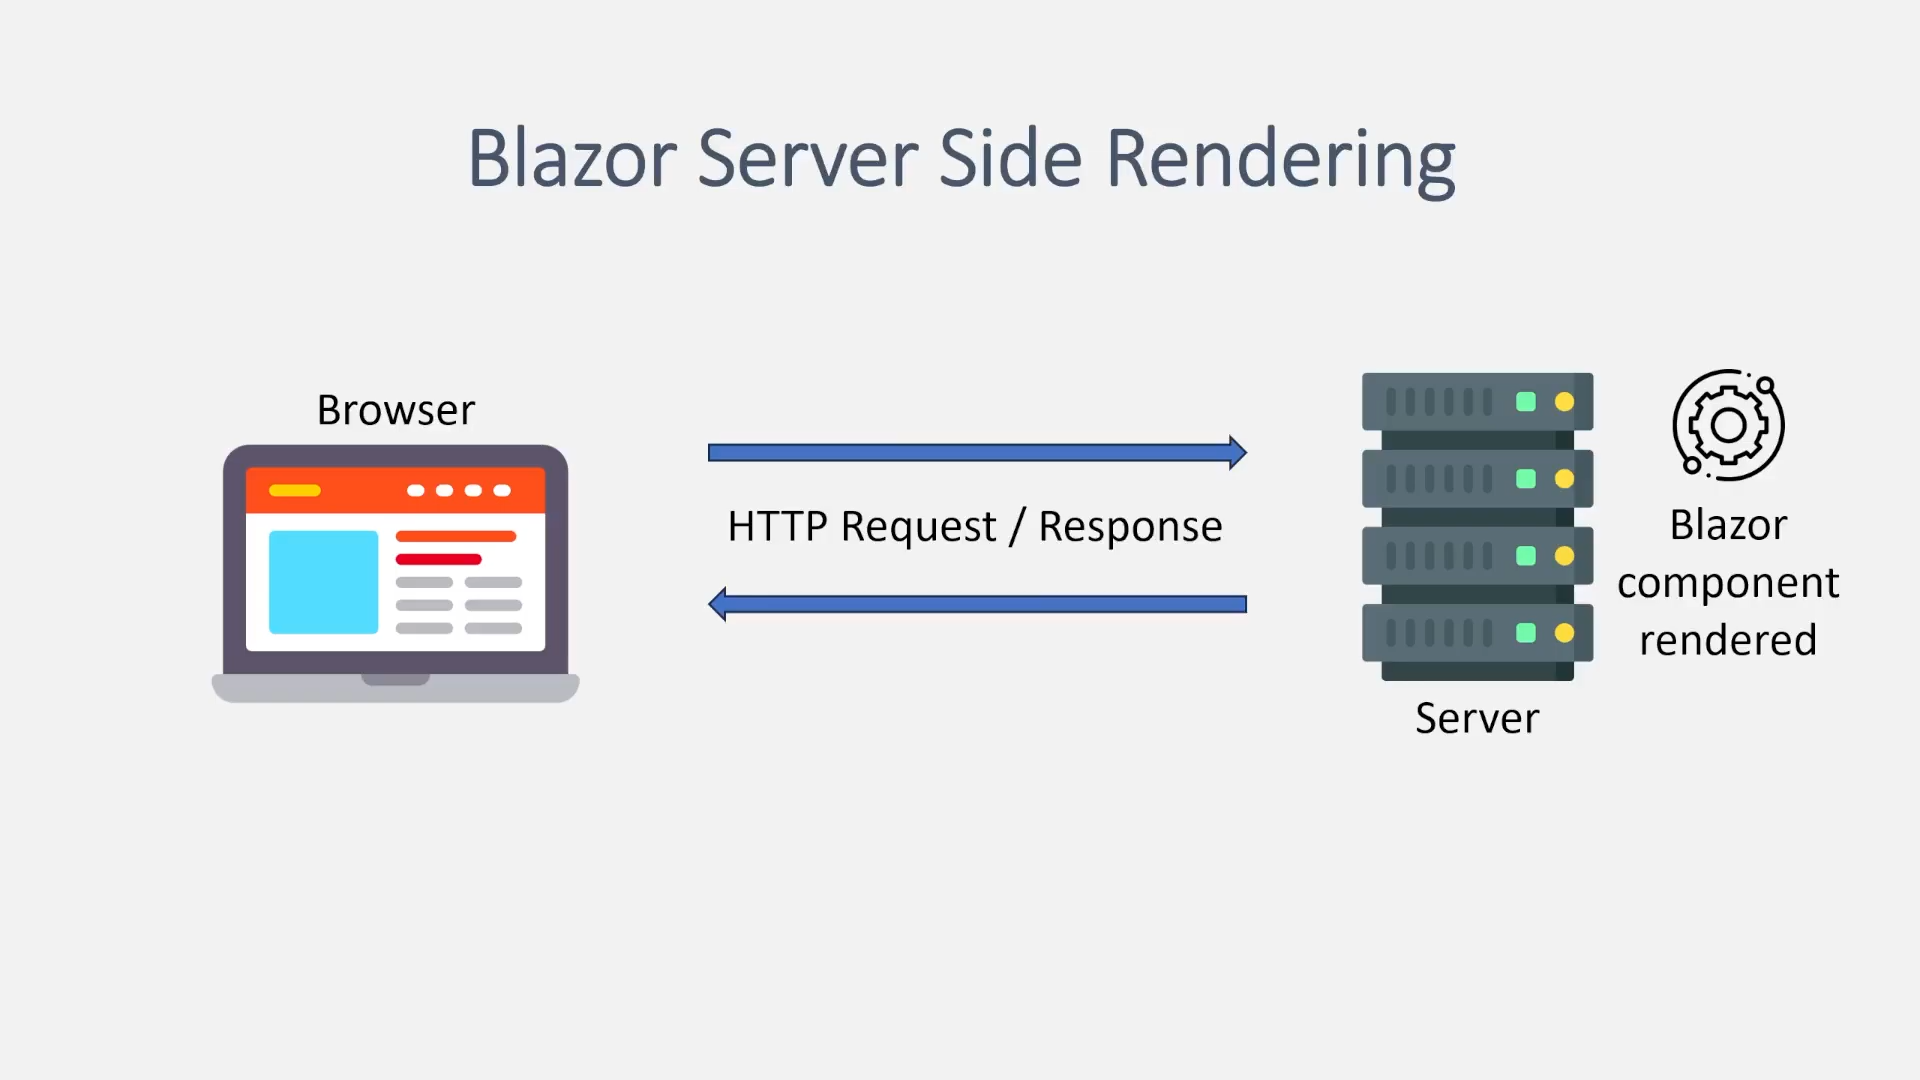 Blazor Server Side Rendering
Browser
HTTP Request / Response
Blazor
component
rendered
Server